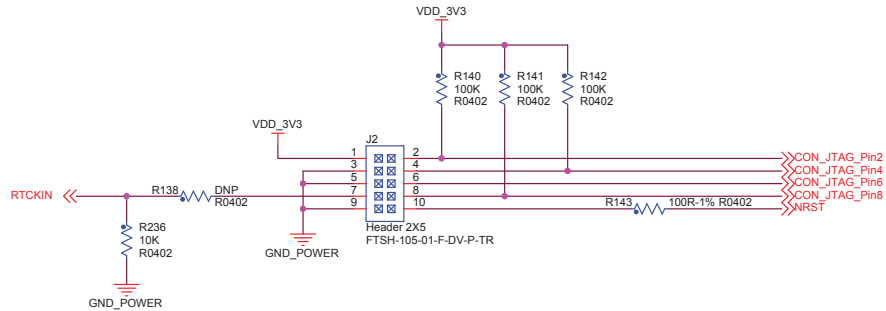 VDD_3V3
R140
100K
R0402
R141
100K
R0402
R142
100K
R0402
VDD_3V3
J2
1
2
3
4
5
6
7
8
9
10
CON_JTAG_Pin2
CON_JTAG_Pin4
CON_JTAG_Pin6
CON_JTAG_Pin8
NRST
RTCKIN
R138
DNP
R0402
R143
100R-1% R0402
R236
10K
R0402
Header 2X5
FTSH-105-01-F-DV-P-TR
GND_POWER
GND_POWER